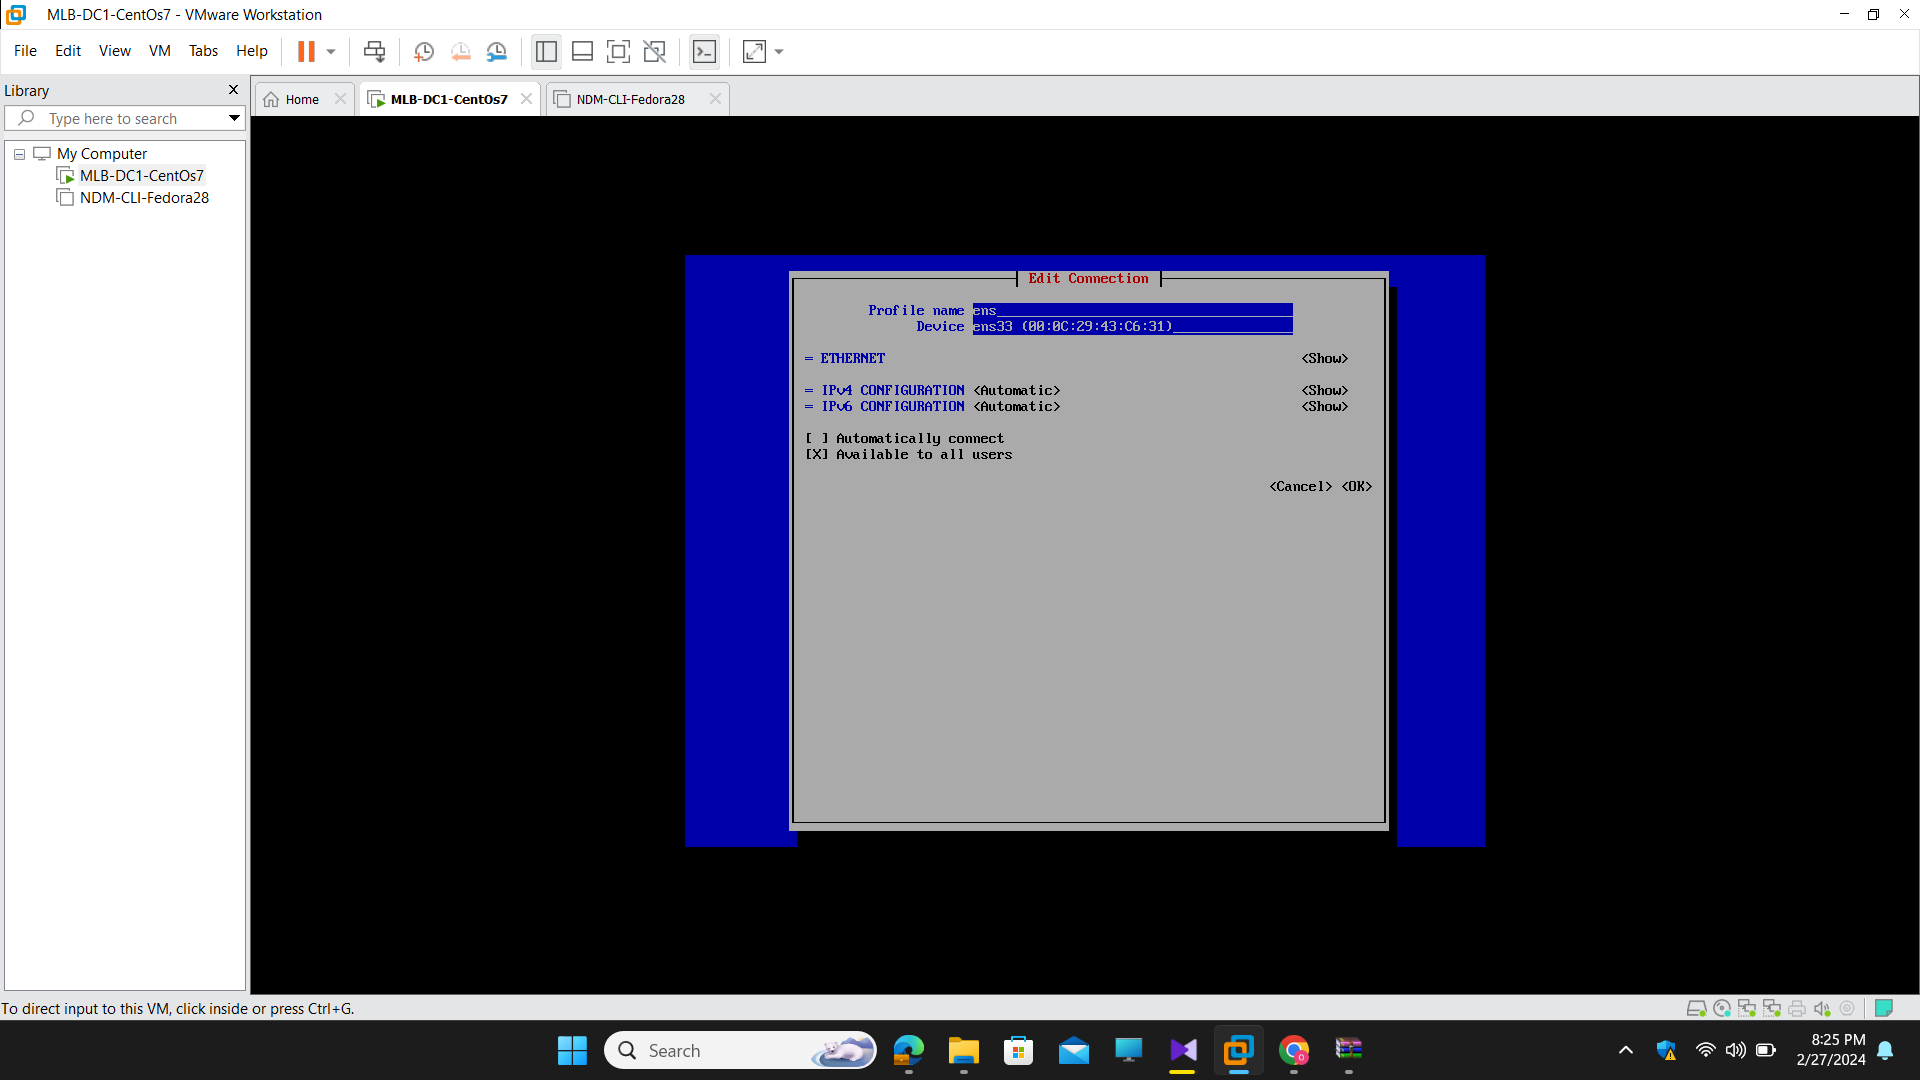 MLB-DC1-CentOs7 - VMware Workstation
File Edit View VM Tabs Help
Library
Type here to search
My Computer
MLB-DC1-CentOs7
NDM-CLI-Fedora28
Home
MLB-DC1-CentOs7
NDM-CLI-Fedora28
Edit Connection
Profile name ens
Device ens33 (00:0C:29:43:C6:31)
= ETHERNET <Show>
= IPv4 CONFIGURATION <Automatic> <Show>
= IPv6 CONFIGURATION <Automatic> <Show>
[ ] Automatically connect
[X] Available to all users
<Cancel> <OK>
To direct input to this VM, click inside or press Ctrl+G.
Search
8:25 PM
2/27/2024